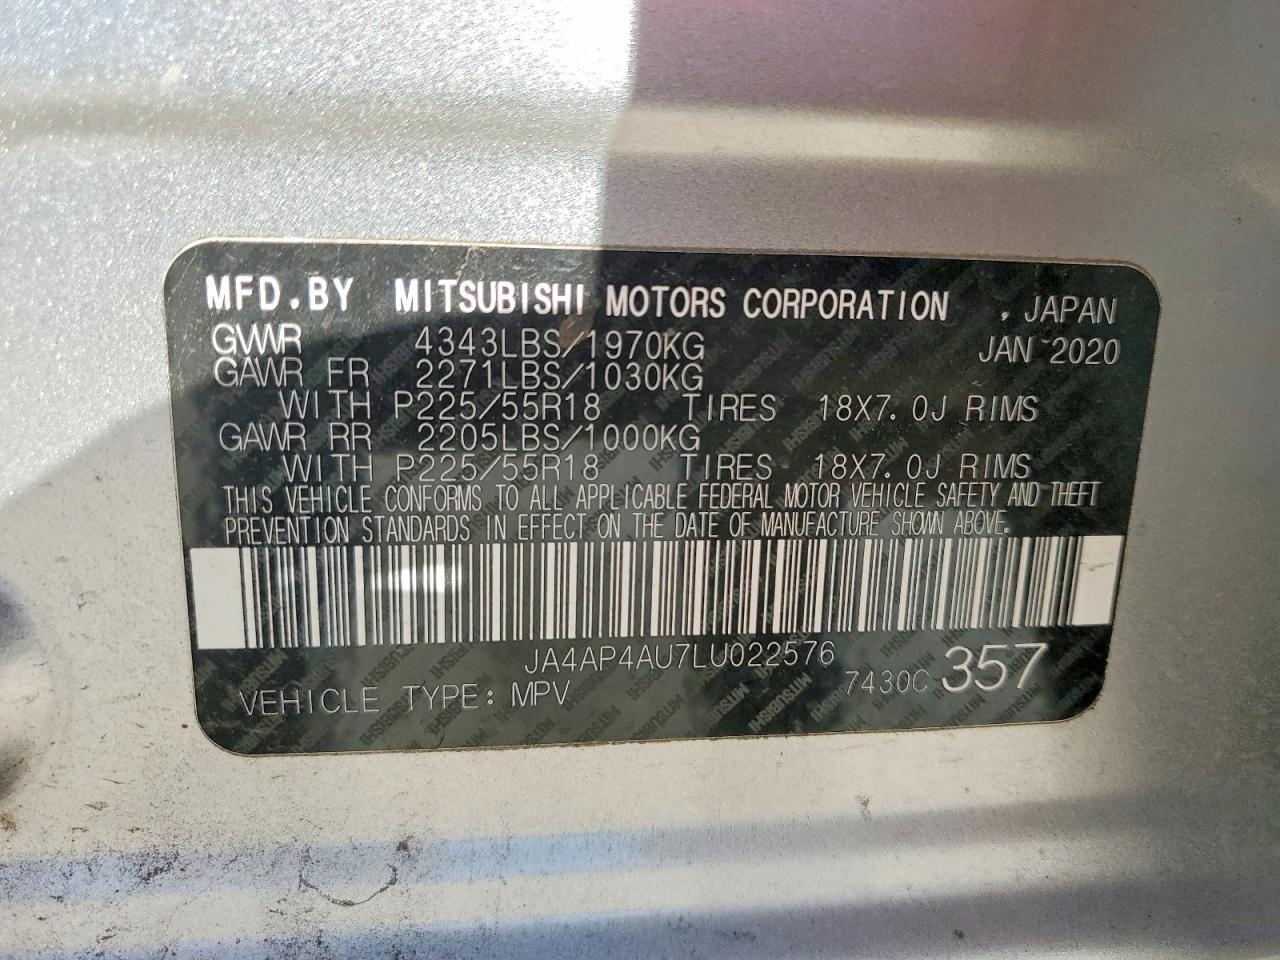 MFD.BY MITSUBISHI MOTORS CORPORATION , JAPAN
GVWR 4343LBS/1970KG JAN 2020
GAWR FR 2271LBS/1030KG
WITH P225/55R18 TIRES 18X7.0J RIMS
GAWR RR 2205LBS/1000KG
WITH P225/55R18 TIRES 18X7.0J RIMS
THIS VEHICLE CONFORMS TO ALL APPLICABLE FEDERAL MOTOR VEHICLE SAFETY AND THEFT
PREVENTION STANDARDS IN EFFECT ON THE DATE OF MANUFACTURE SHOWN ABOVE.
JA4AP4AU7LU022576
VEHICLE TYPE: MPV 7430C 357